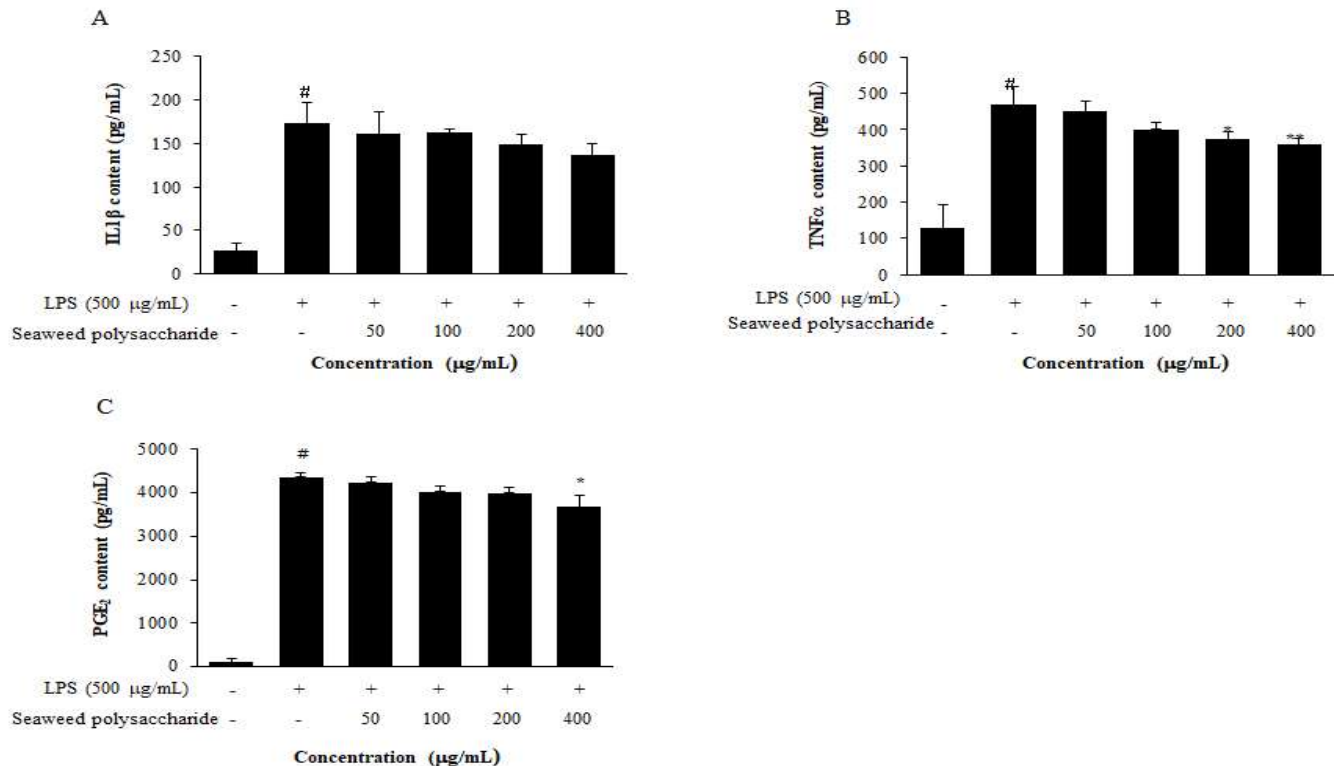 A
IL1β content (pg/mL)
250
200
150
100
50
0
#
LPS (500 μg/mL) - + + + + +
Seaweed polysaccharide - - 50 100 200 400
Concentration (μg/mL)
B
TNFα content (pg/mL)
600
500
400
300
200
100
0
#
*
**
LPS (500 μg/mL) - + + + + +
Seaweed polysaccharide - - 50 100 200 400
Concentration (μg/mL)
C
PGE₂ content (pg/mL)
5000
4000
3000
2000
1000
0
#
*
LPS (500 μg/mL) - + + + + +
Seaweed polysaccharide - - 50 100 200 400
Concentration (μg/mL)